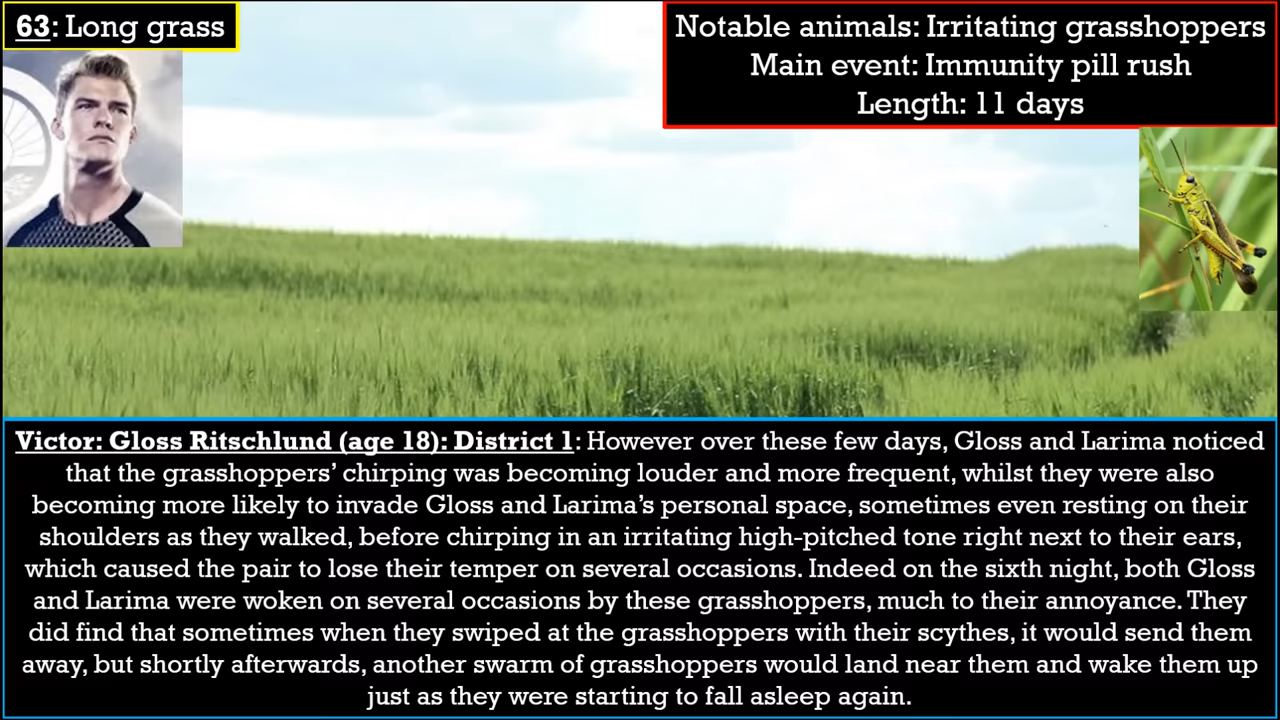 63: Long grass
Notable animals: Irritating grasshoppers
Main event: Immunity pill rush
Length: 11 days
Victor: Gloss Ritschlund (age 18): District 1: However over these few days, Gloss and Larima noticed
that the grasshoppers’ chirping was becoming louder and more frequent, whilst they were also
becoming more likely to invade Gloss and Larima’s personal space, sometimes even resting on their
shoulders as they walked, before chirping in an irritating high-pitched tone right next to their ears,
which caused the pair to lose their temper on several occasions. Indeed on the sixth night, both Gloss
and Larima were woken on several occasions by these grasshoppers, much to their annoyance. They
did find that sometimes when they swiped at the grasshoppers with their scythes, it would send them
away, but shortly afterwards, another swarm of grasshoppers would land near them and wake them up
just as they were starting to fall asleep again.